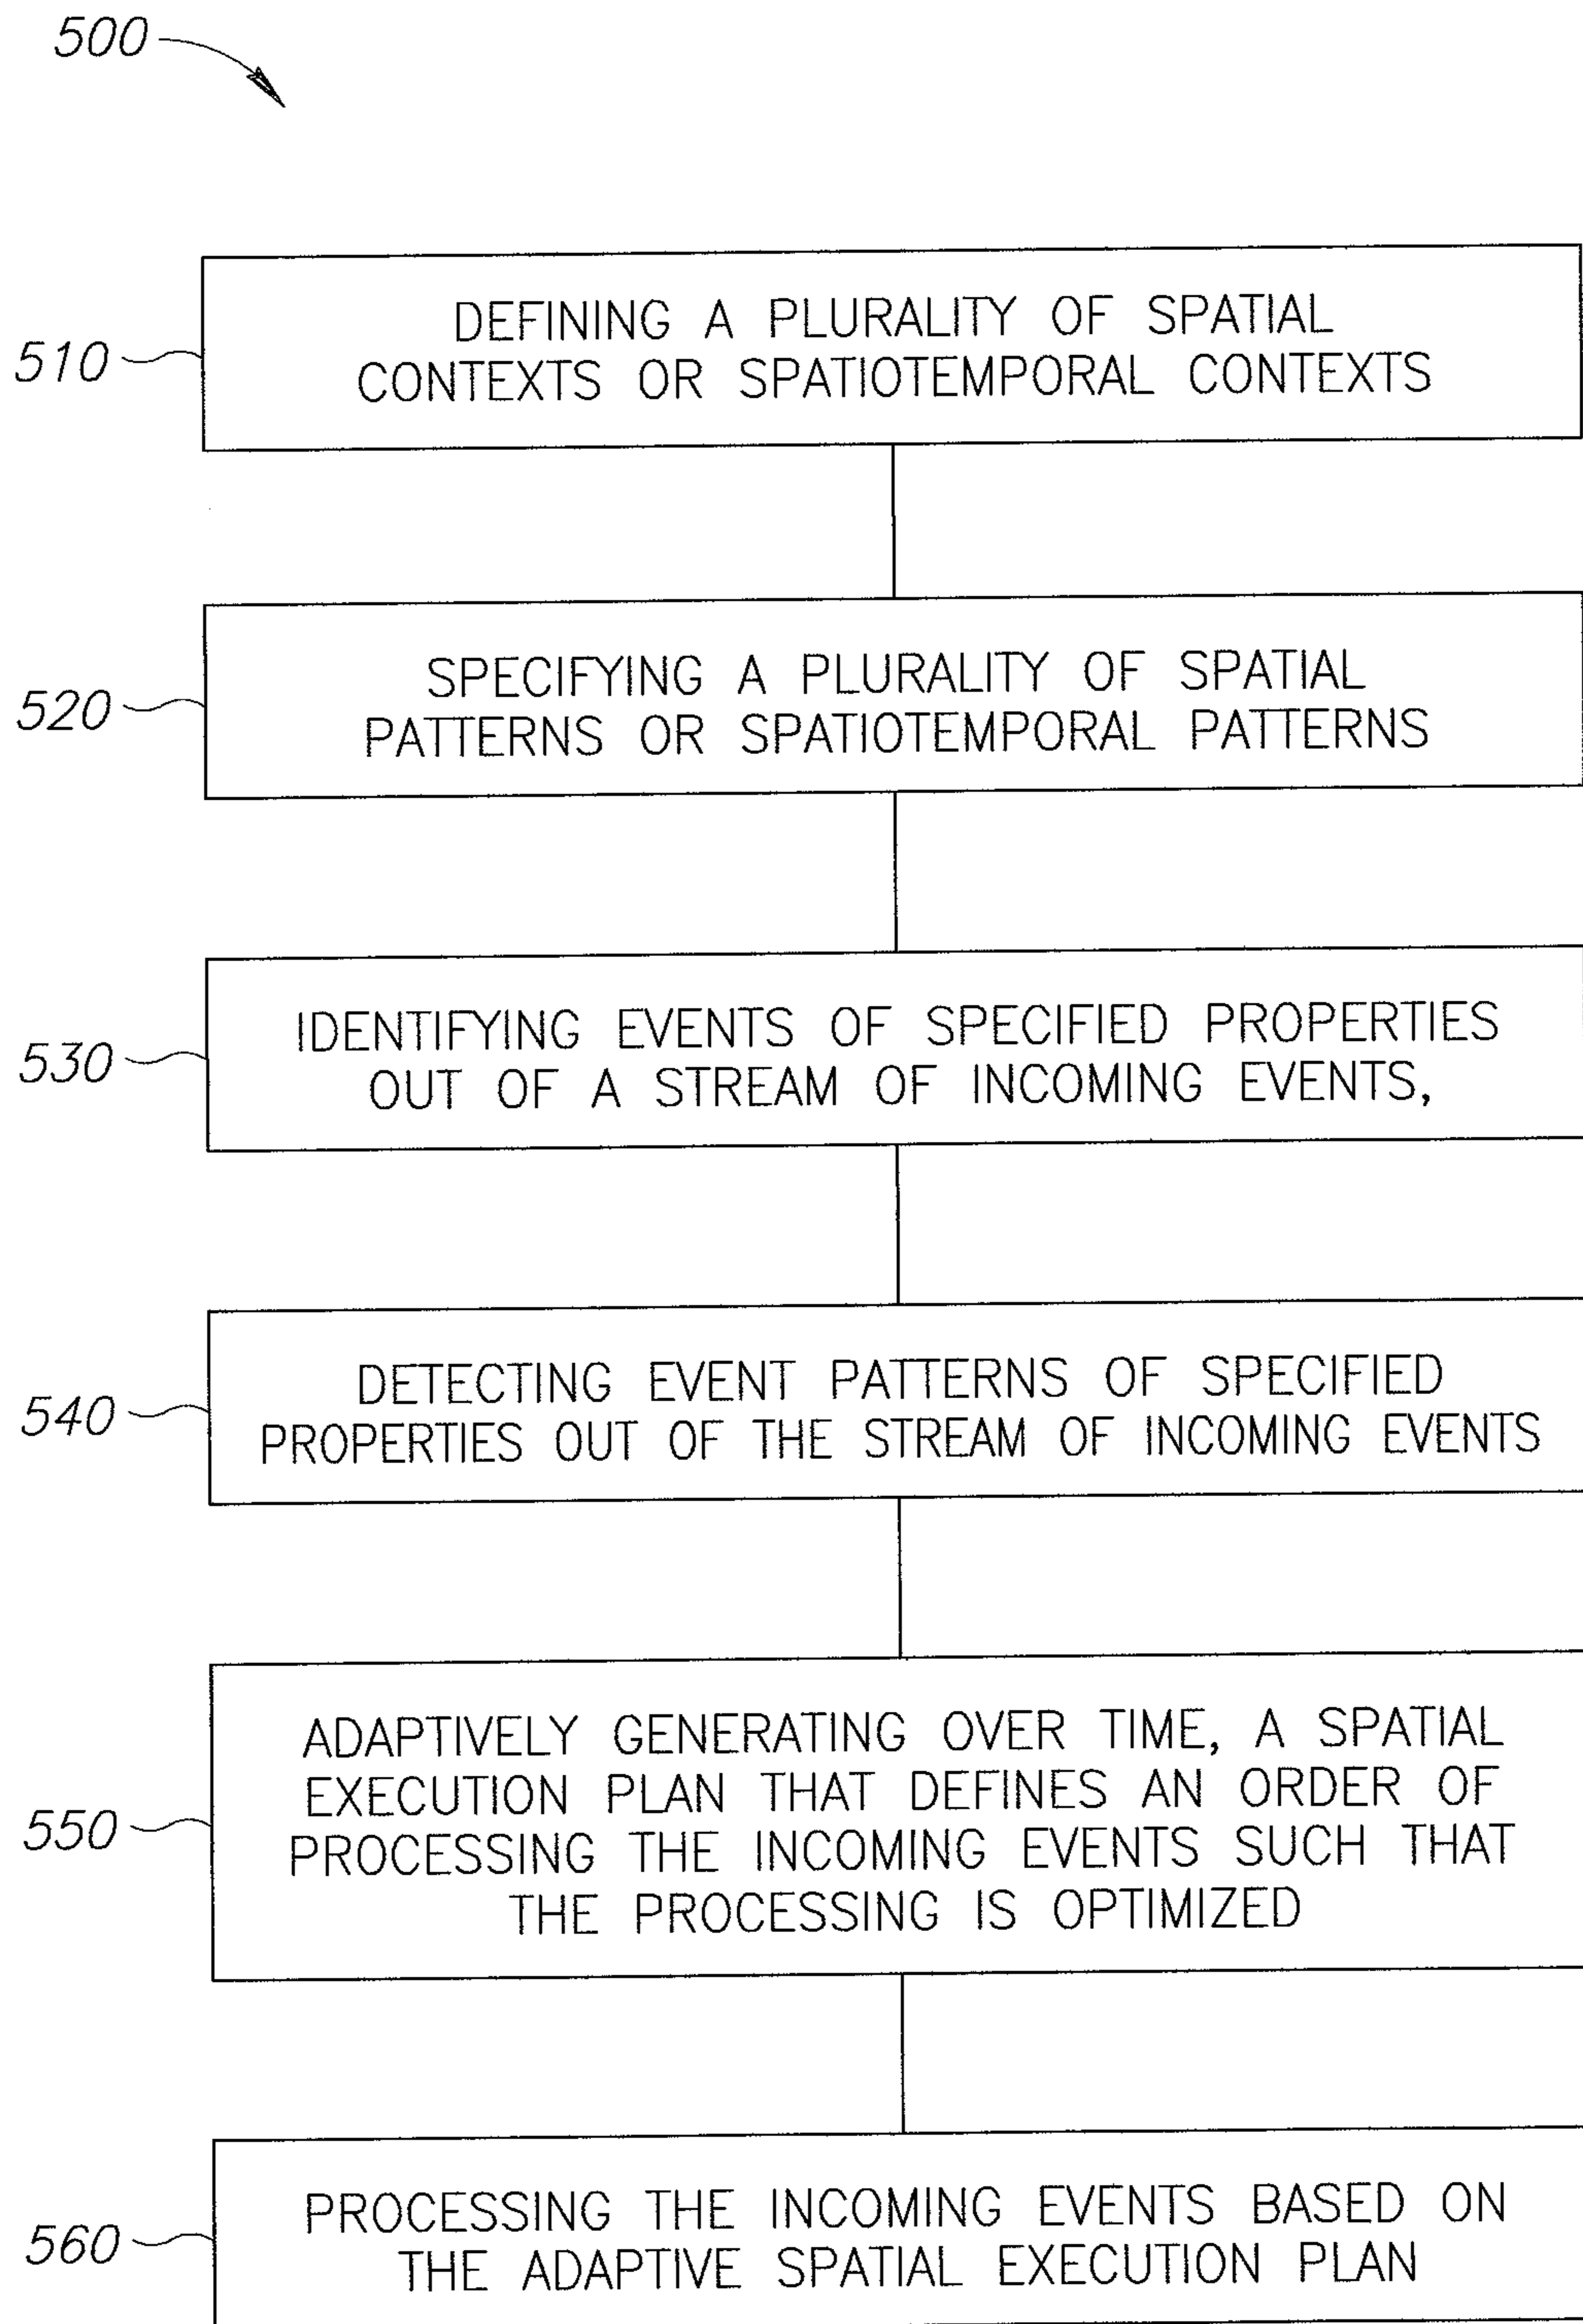 500
510
DEFINING A PLURALITY OF SPATIAL
CONTEXTS OR SPATIOTEMPORAL CONTEXTS
520
SPECIFYING A PLURALITY OF SPATIAL
PATTERNS OR SPATIOTEMPORAL PATTERNS
530
IDENTIFYING EVENTS OF SPECIFIED PROPERTIES
OUT OF A STREAM OF INCOMING EVENTS,
540
DETECTING EVENT PATTERNS OF SPECIFIED
PROPERTIES OUT OF THE STREAM OF INCOMING EVENTS
550
ADAPTIVELY GENERATING OVER TIME, A SPATIAL
EXECUTION PLAN THAT DEFINES AN ORDER OF
PROCESSING THE INCOMING EVENTS SUCH THAT
THE PROCESSING IS OPTIMIZED
560
PROCESSING THE INCOMING EVENTS BASED ON
THE ADAPTIVE SPATIAL EXECUTION PLAN